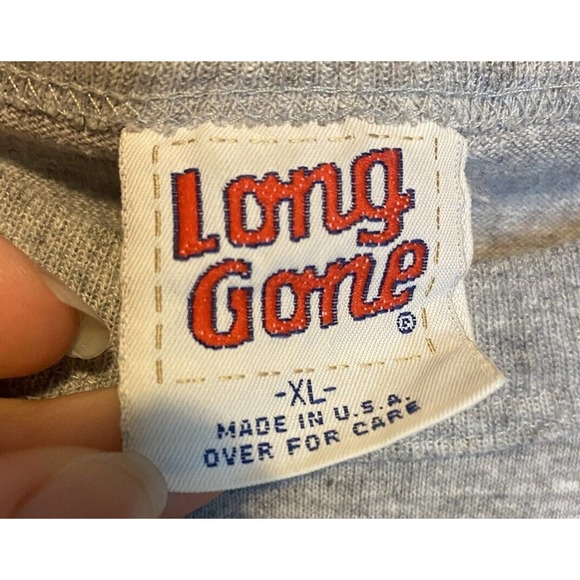 Long
Gone®
-XL-
MADE IN U.S.A.
OVER FOR CARE